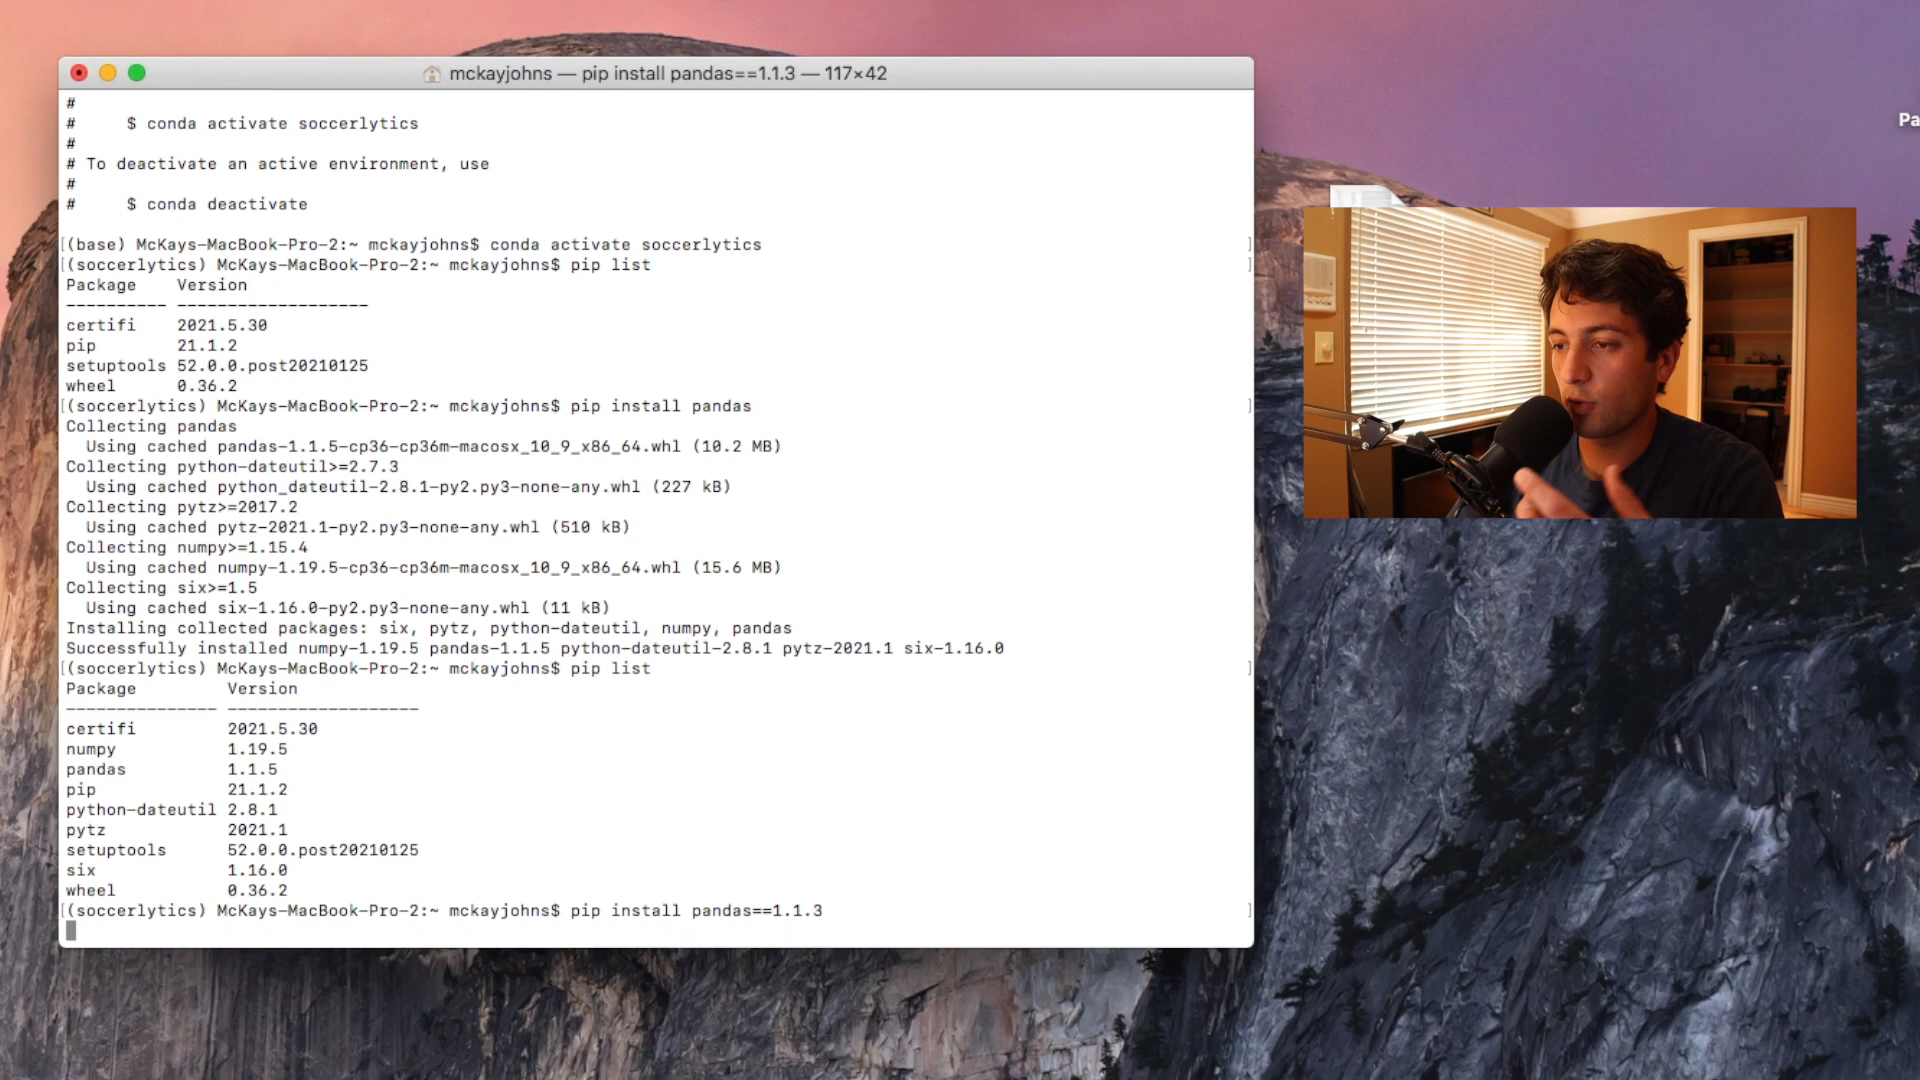 mckayjohns — pip install pandas==1.1.3 — 117×42
#
#     $ conda activate soccerlytics
#
# To deactivate an active environment, use
#
#     $ conda deactivate
[(base) McKays-MacBook-Pro-2:~ mckayjohns$ conda activate soccerlytics ]
[(soccerlytics) McKays-MacBook-Pro-2:~ mckayjohns$ pip list ]
Package    Version
---------- -------------------
certifi    2021.5.30
pip        21.1.2
setuptools 52.0.0.post20210125
wheel      0.36.2
[(soccerlytics) McKays-MacBook-Pro-2:~ mckayjohns$ pip install pandas ]
Collecting pandas
  Using cached pandas-1.1.5-cp36-cp36m-macosx_10_9_x86_64.whl (10.2 MB)
Collecting python-dateutil>=2.7.3
  Using cached python_dateutil-2.8.1-py2.py3-none-any.whl (227 kB)
Collecting pytz>=2017.2
  Using cached pytz-2021.1-py2.py3-none-any.whl (510 kB)
Collecting numpy>=1.15.4
  Using cached numpy-1.19.5-cp36-cp36m-macosx_10_9_x86_64.whl (15.6 MB)
Collecting six>=1.5
  Using cached six-1.16.0-py2.py3-none-any.whl (11 kB)
Installing collected packages: six, pytz, python-dateutil, numpy, pandas
Successfully installed numpy-1.19.5 pandas-1.1.5 python-dateutil-2.8.1 pytz-2021.1 six-1.16.0
[(soccerlytics) McKays-MacBook-Pro-2:~ mckayjohns$ pip list ]
Package         Version
--------------- -------------------
certifi         2021.5.30
numpy           1.19.5
pandas          1.1.5
pip             21.1.2
python-dateutil 2.8.1
pytz            2021.1
setuptools      52.0.0.post20210125
six             1.16.0
wheel           0.36.2
[(soccerlytics) McKays-MacBook-Pro-2:~ mckayjohns$ pip install pandas==1.1.3 ]
Pa